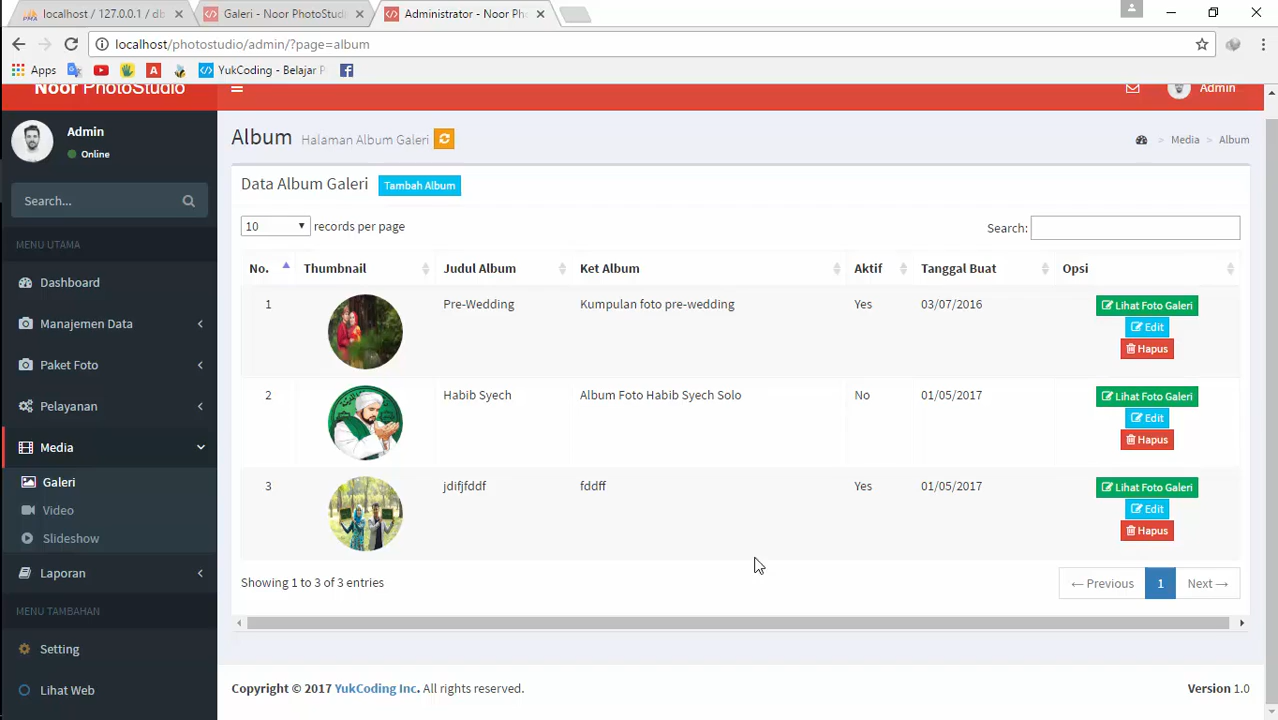 localhost / 127.0.0.1 / db
Galeri - Noor PhotoStudi
Administrator - Noor Pho
localhost/photostudio/admin/?page=album
Apps
YukCoding - Belajar P
Noor PhotoStudio
Admin
Admin
Online
Search...
MENU UTAMA
Dashboard
Manajemen Data
Paket Foto
Pelayanan
Media
Galeri
Video
Slideshow
Laporan
MENU TAMBAHAN
Setting
Lihat Web
Album Halaman Album Galeri
> Media > Album
Data Album Galeri Tambah Album
10 records per page
Search:
No. Thumbnail Judul Album Ket Album Aktif Tanggal Buat Opsi
1 Pre-Wedding Kumpulan foto pre-wedding Yes 03/07/2016 Lihat Foto Galeri
Edit
Hapus
2 Habib Syech Album Foto Habib Syech Solo No 01/05/2017 Lihat Foto Galeri
Edit
Hapus
3 jdifjfddf fddff Yes 01/05/2017 Lihat Foto Galeri
Edit
Hapus
Showing 1 to 3 of 3 entries
← Previous 1 Next →
Copyright © 2017 YukCoding Inc. All rights reserved.
Version 1.0